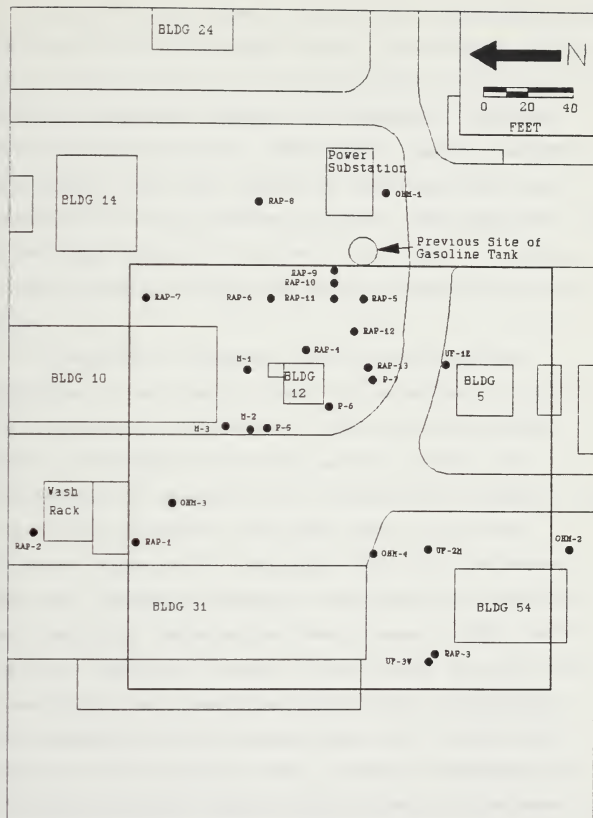 BLDG 24
N
0 20 40
FEET
Power
Substation
OHM-1
BLDG 14
RAP-8
Previous Site of
Gasoline Tank
RAP-9
RAP-10
RAP-7
RAP-6
RAP-11
RAP-5
RAP-12
RAP-4
UF-1E
M-1
RAP-13
BLDG 10
BLDG
12
P-7
BLDG
5
P-6
M-2
M-3
P-5
Wash
Rack
OHM-3
RAP-2
RAP-1
OHM-4
UF-2M
OHM-2
BLDG 31
BLDG 54
RAP-3
UF-3W